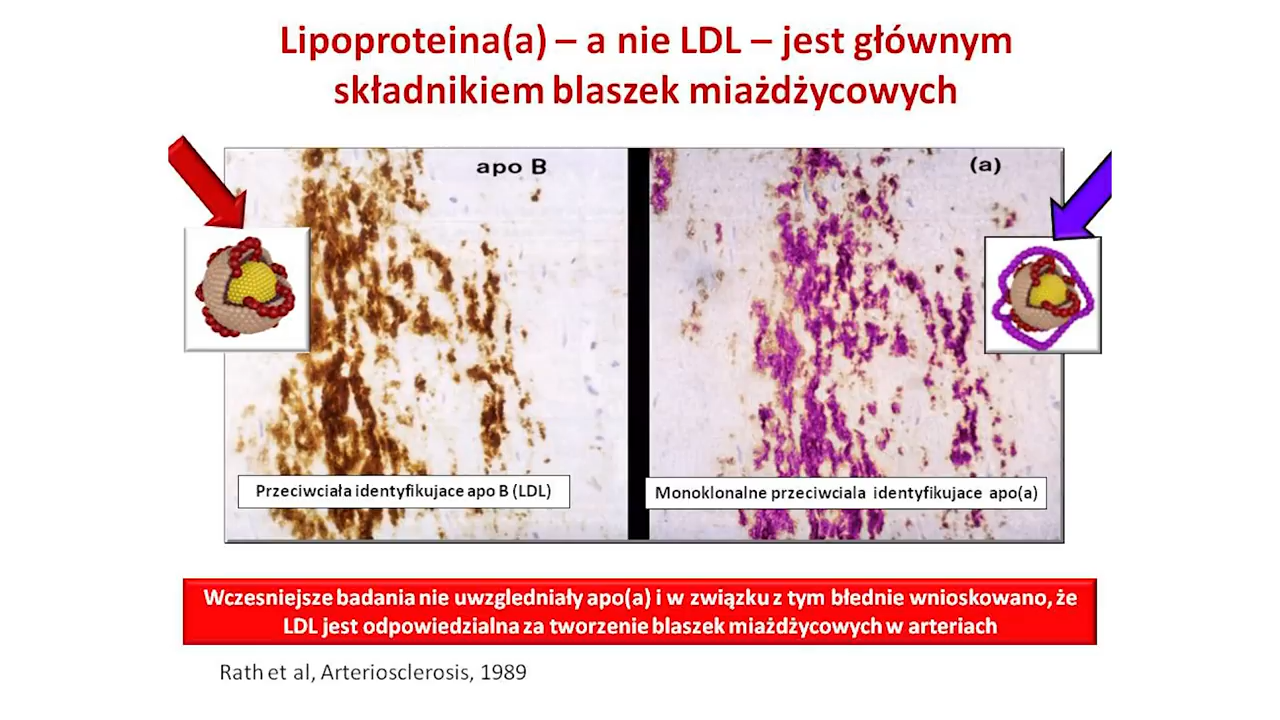 Lipoproteina(a) – a nie LDL – jest głównym
składnikiem blaszek miażdżycowych
apo B
(a)
Przeciwciała identyfikujace apo B (LDL)
Monoklonalne przeciwciala identyfikujace apo(a)
Wczesniejsze badania nie uwzgledniały apo(a) i w związku z tym błednie wnioskowano, że
LDL jest odpowiedzialna za tworzenie blaszek miażdżycowych w arteriach
Rath et al, Arteriosclerosis, 1989